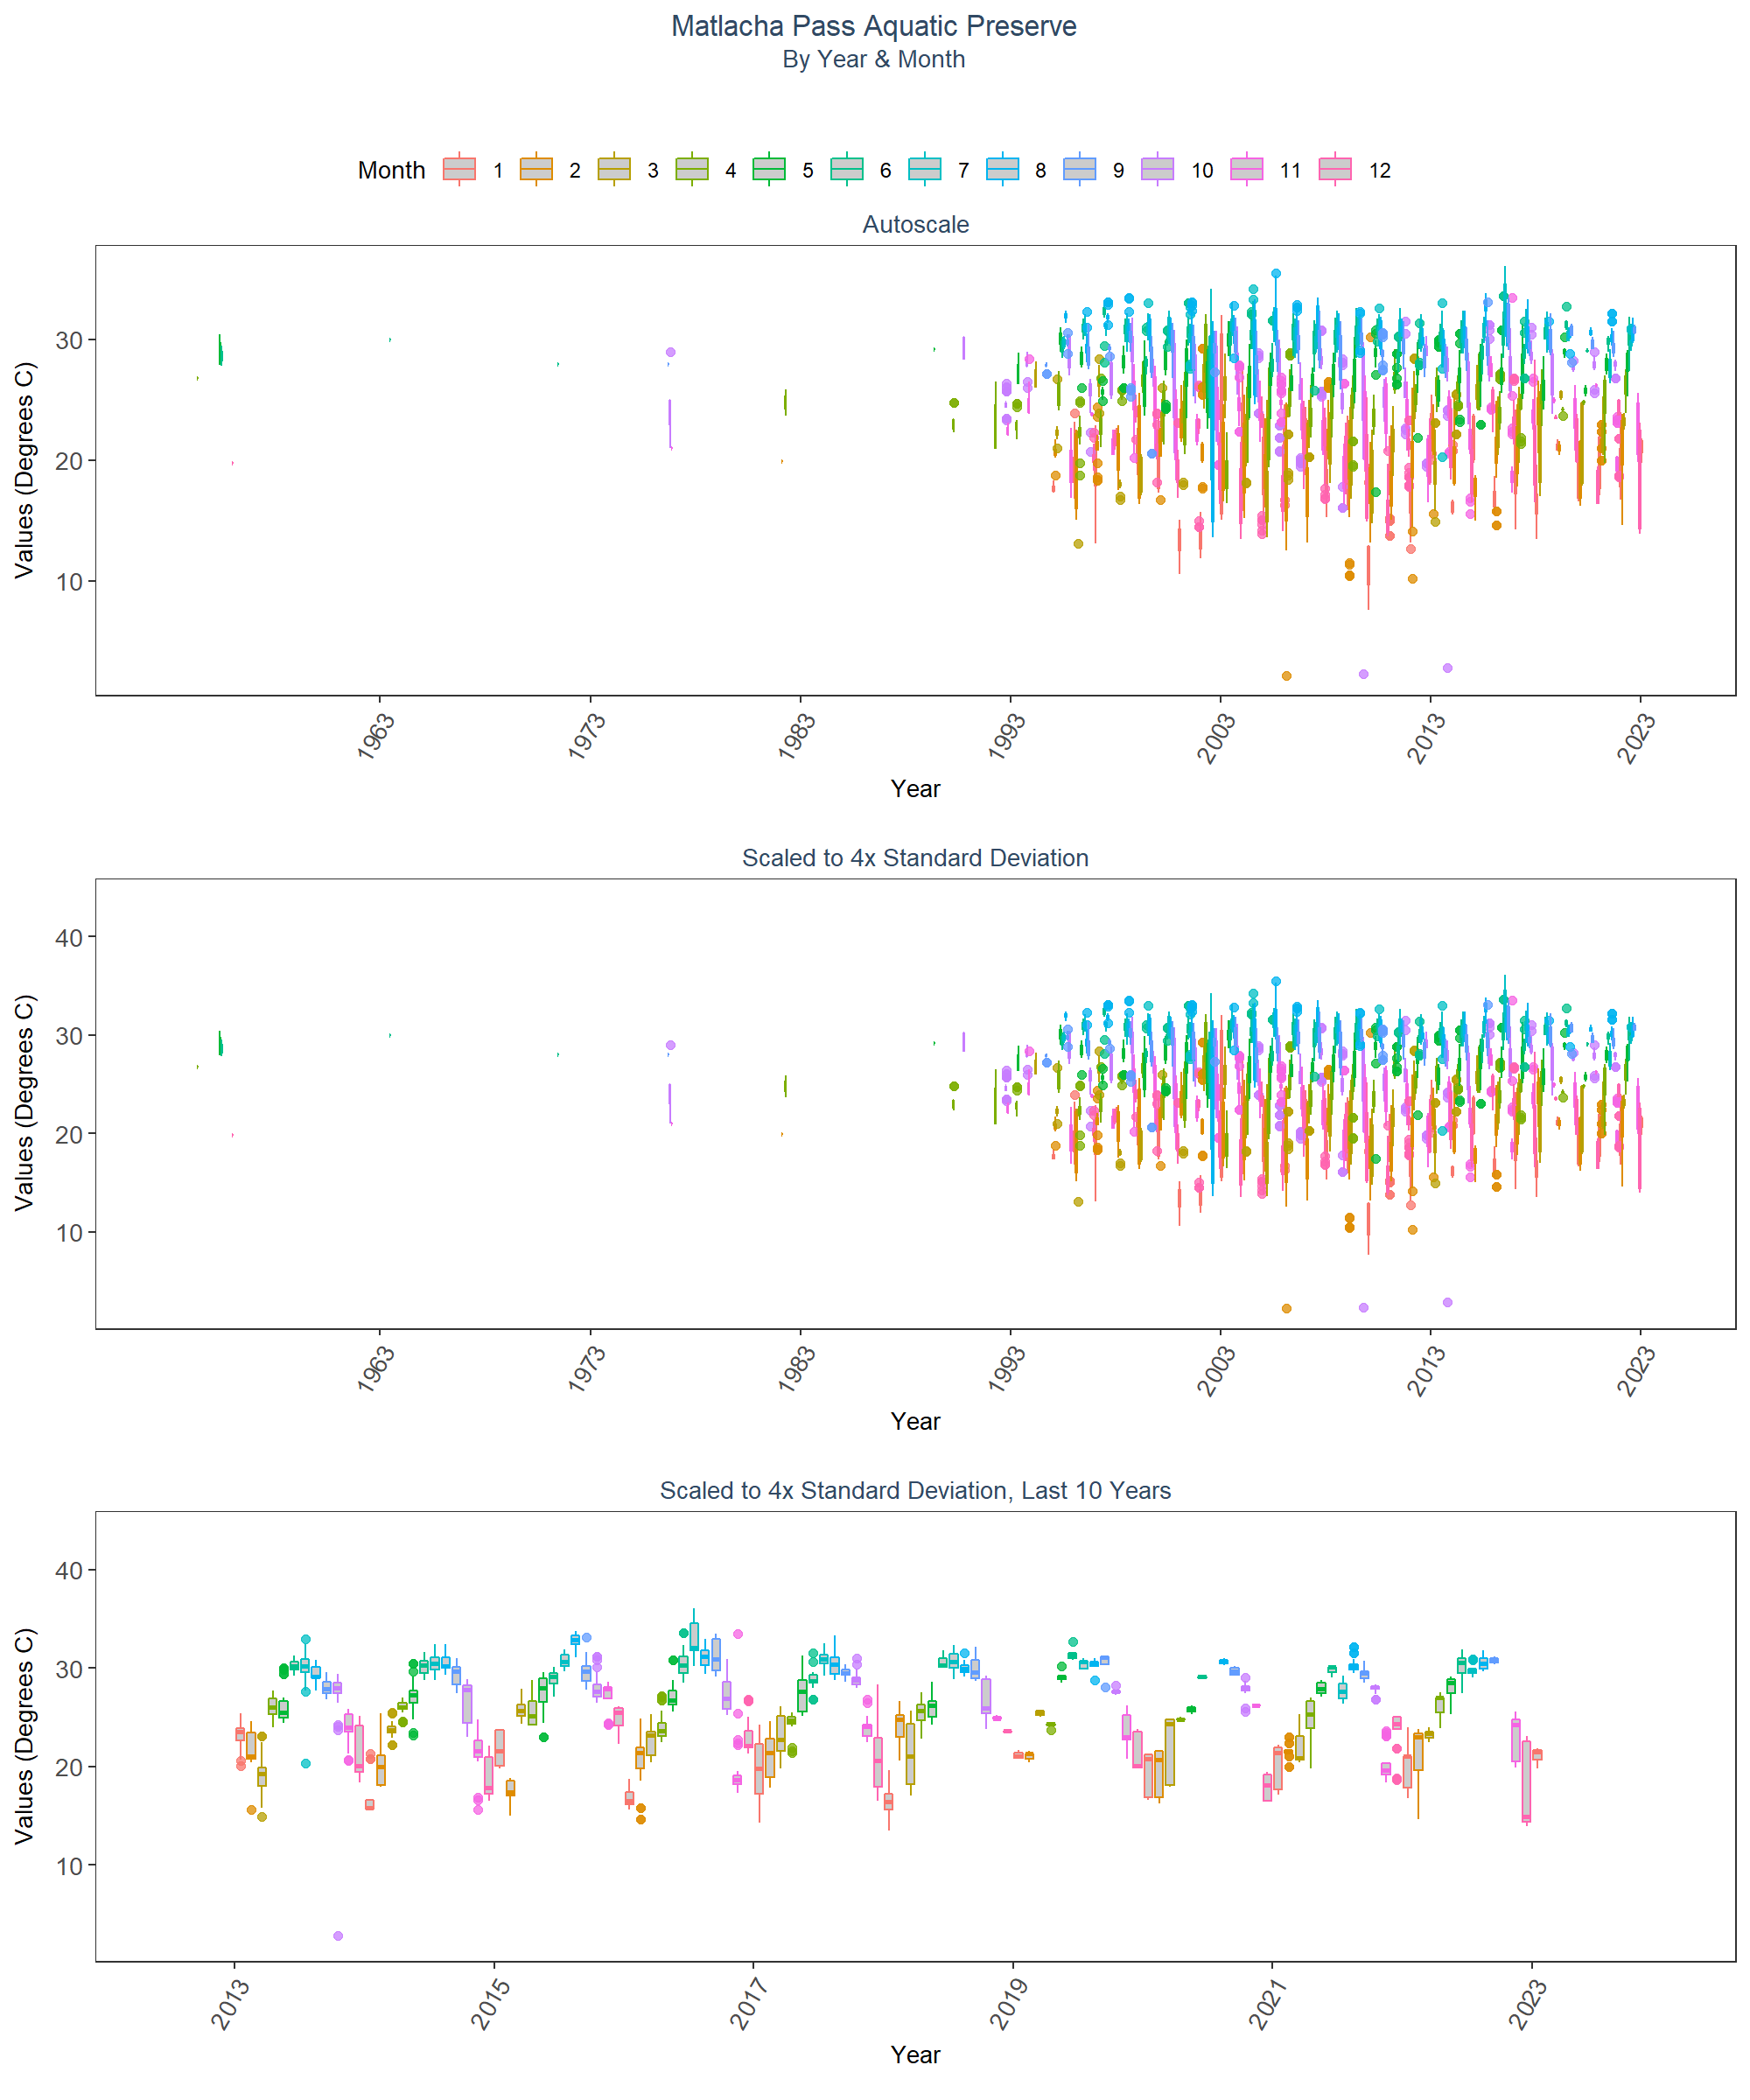 Matlacha Pass Aquatic Preserve
By Year & Month
Month 1 2 3 4 5 6 7 8 9 10 11 12
Autoscale
Values (Degrees C)
30
20
10
1963 1973 1983 1993 2003 2013 2023
Year
Scaled to 4x Standard Deviation
Values (Degrees C)
40
30
20
10
1963 1973 1983 1993 2003 2013 2023
Year
Scaled to 4x Standard Deviation, Last 10 Years
Values (Degrees C)
40
30
20
10
2013 2015 2017 2019 2021 2023
Year